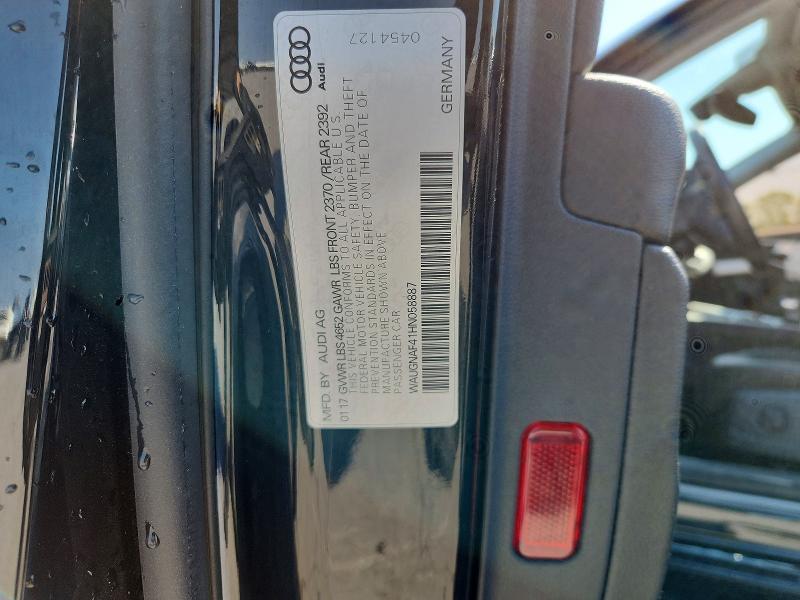 Audi
0454127
MFD. BY AUDI AG
0117 GVWR LBS 4652 GAWR LBS FRONT 2370/REAR 2392
THIS VEHICLE CONFORMS TO ALL APPLICABLE U.S.
FEDERAL MOTOR VEHICLE SAFETY, BUMPER AND THEFT
PREVENTION STANDARDS IN EFFECT ON THE DATE OF
MANUFACTURE SHOWN ABOVE
PASSENGER CAR
WAUGNAF41HN058887
GERMANY